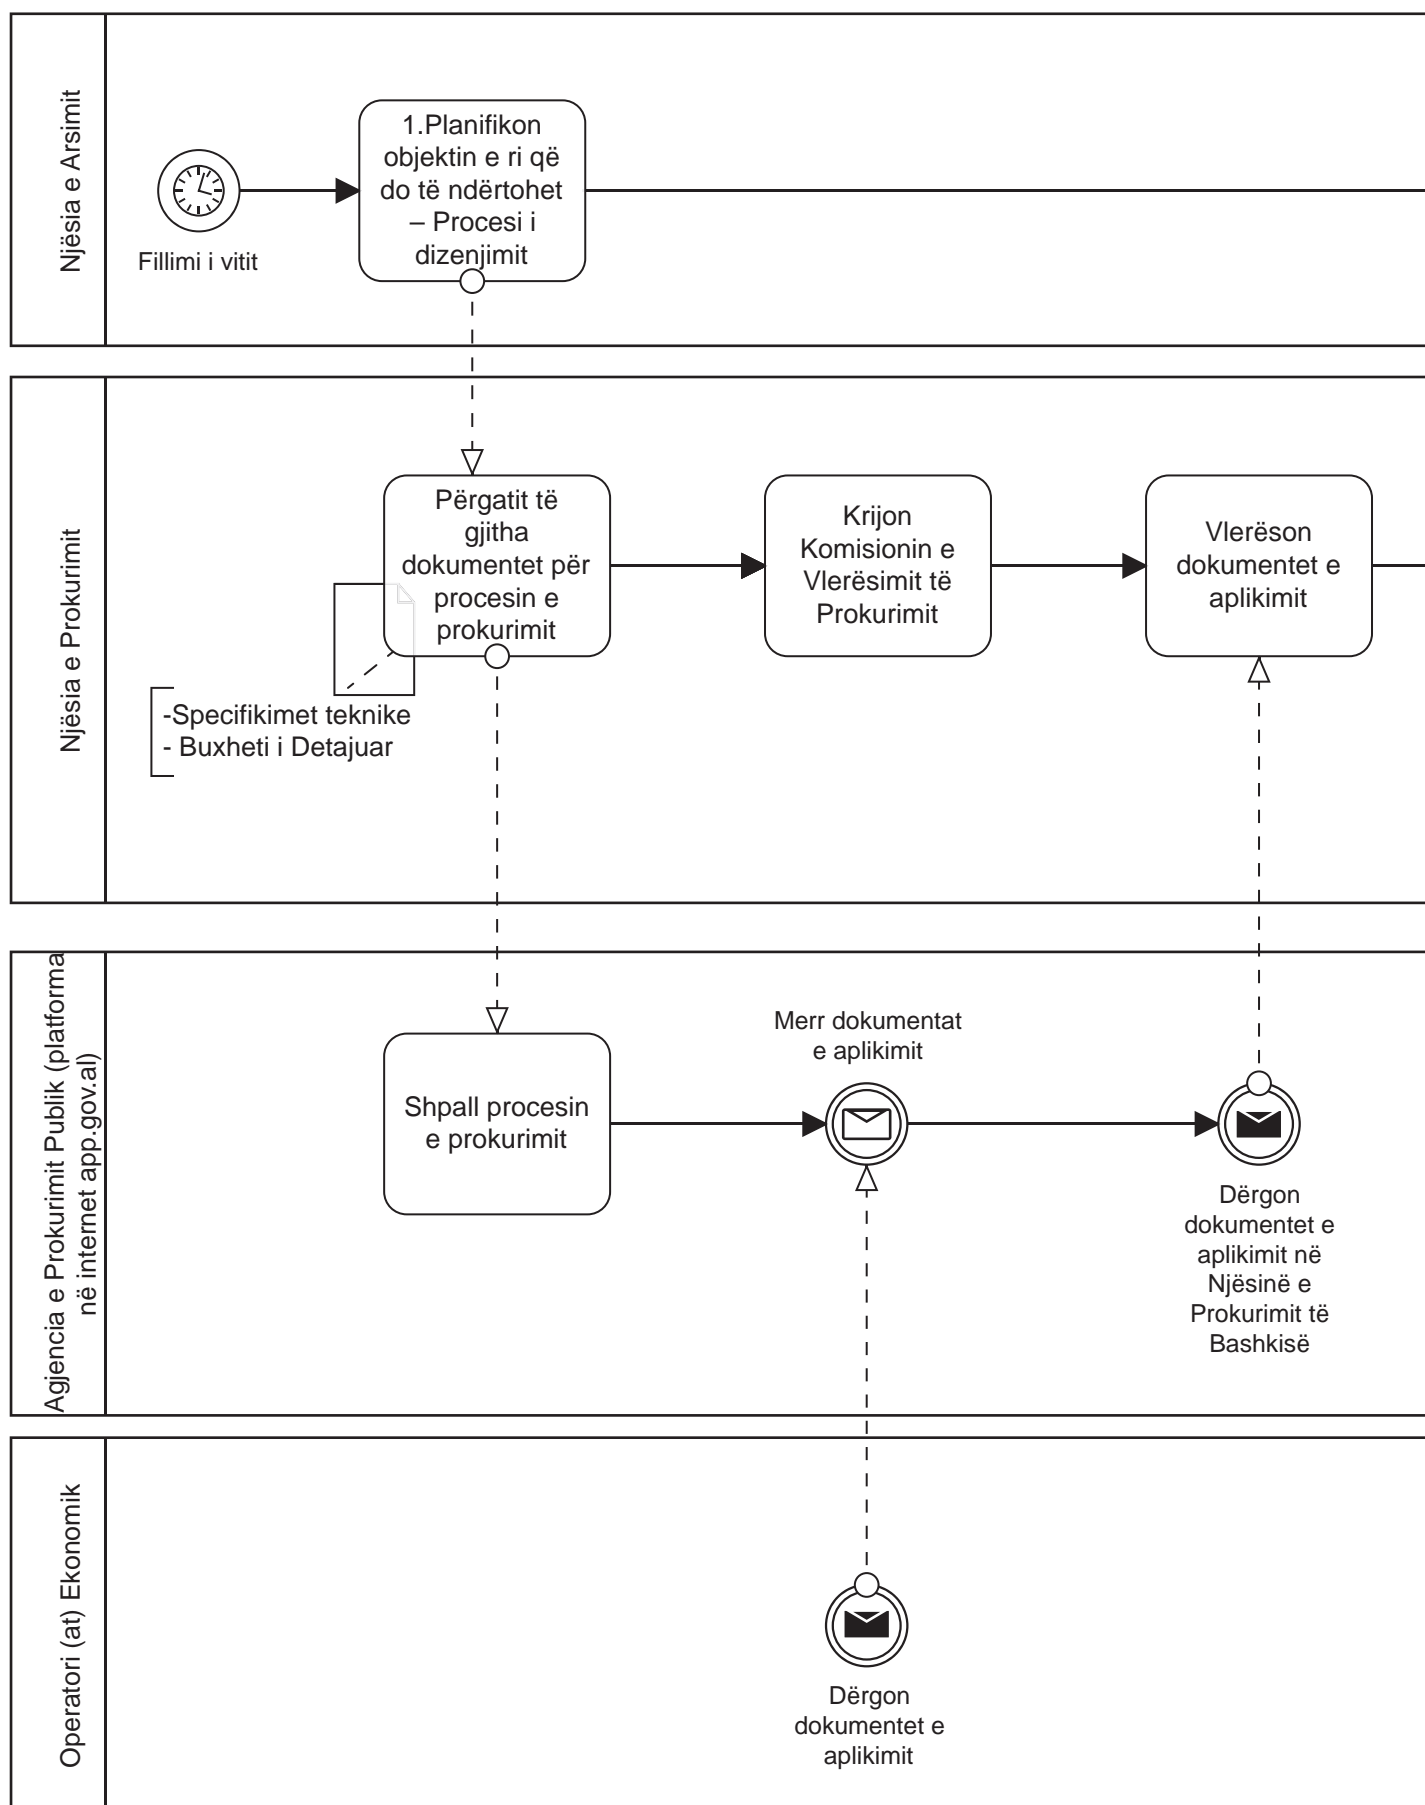 Njësia e Arsimit
Fillimi i vitit
1.Planifikon
objektin e ri që
do të ndërtohet
– Procesi i
dizenjimit
Njësia e Prokurimit
Përgatit të
gjitha
dokumentet për
procesin e
prokurimit
-Specifikimet teknike
- Buxheti i Detajuar
Krijon
Komisionin e
Vlerësimit të
Prokurimit
Vlerëson
dokumentet e
aplikimit
Agjencia e Prokurimit Publik (platforma
në internet app.gov.al)
Shpall procesin
e prokurimit
Merr dokumentat
e aplikimit
Dërgon
dokumentet e
aplikimit në
Njësinë e
Prokurimit të
Bashkisë
Operatori (at) Ekonomik
Dërgon
dokumentet e
aplikimit